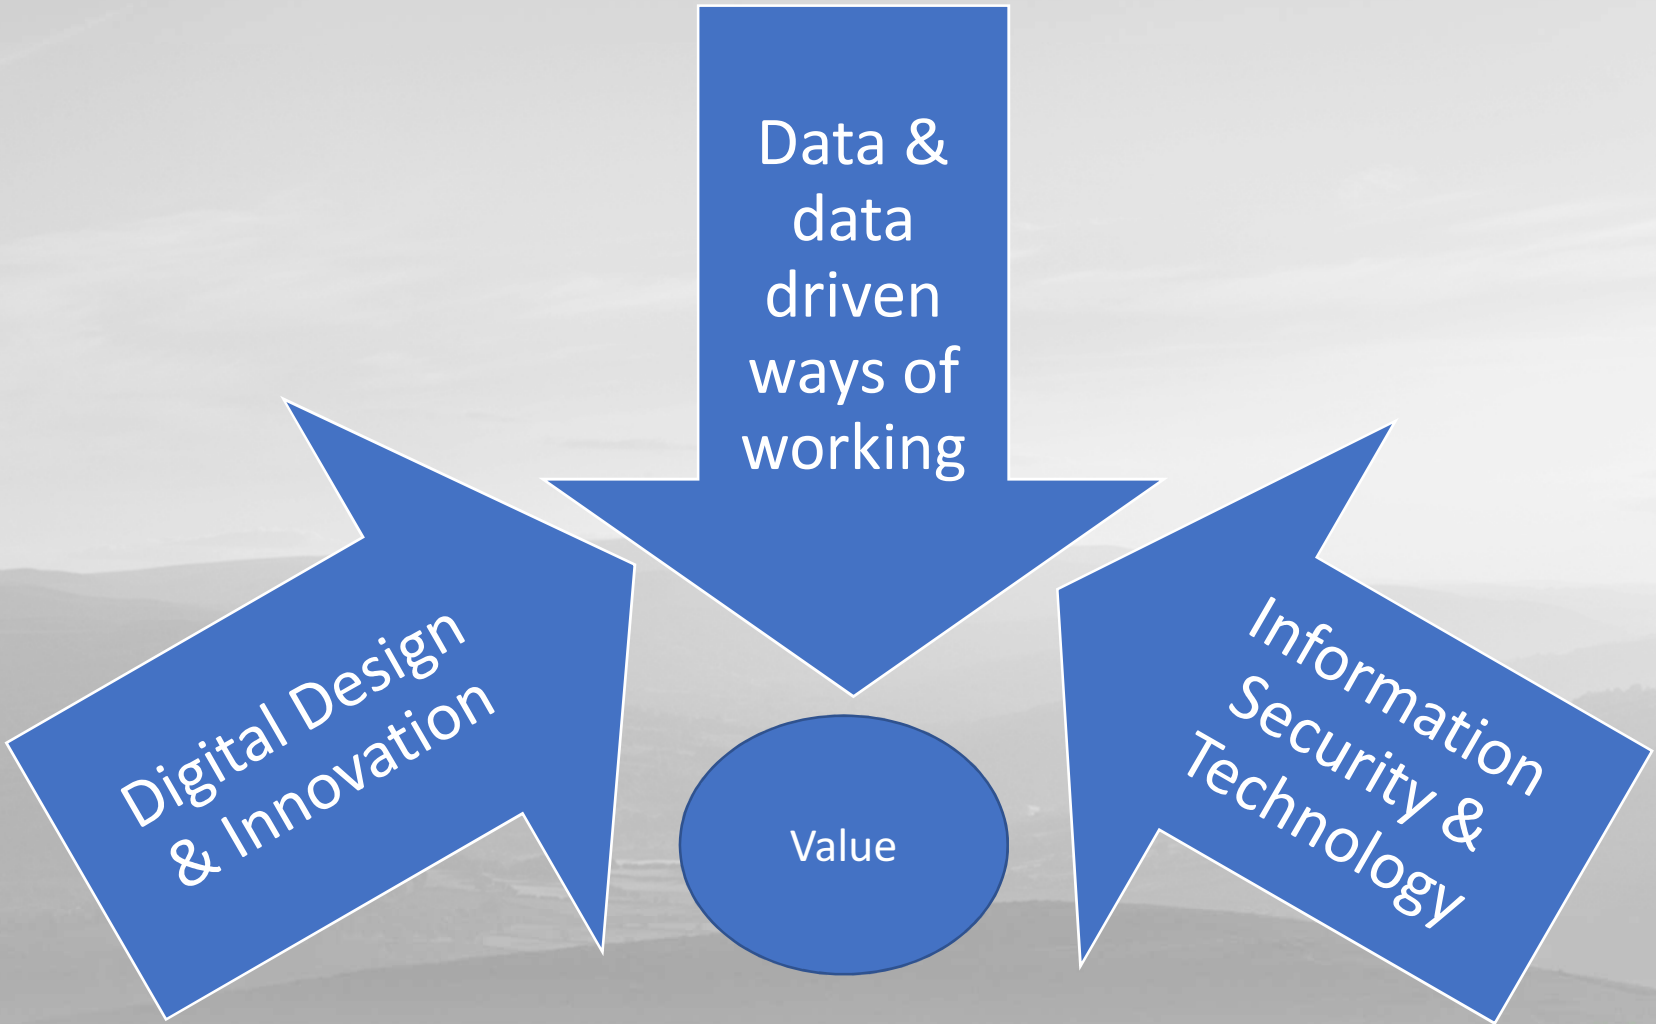 Data &
data
driven
ways of
working
Digital Design
& Innovation
Information
Security &
Technology
Value